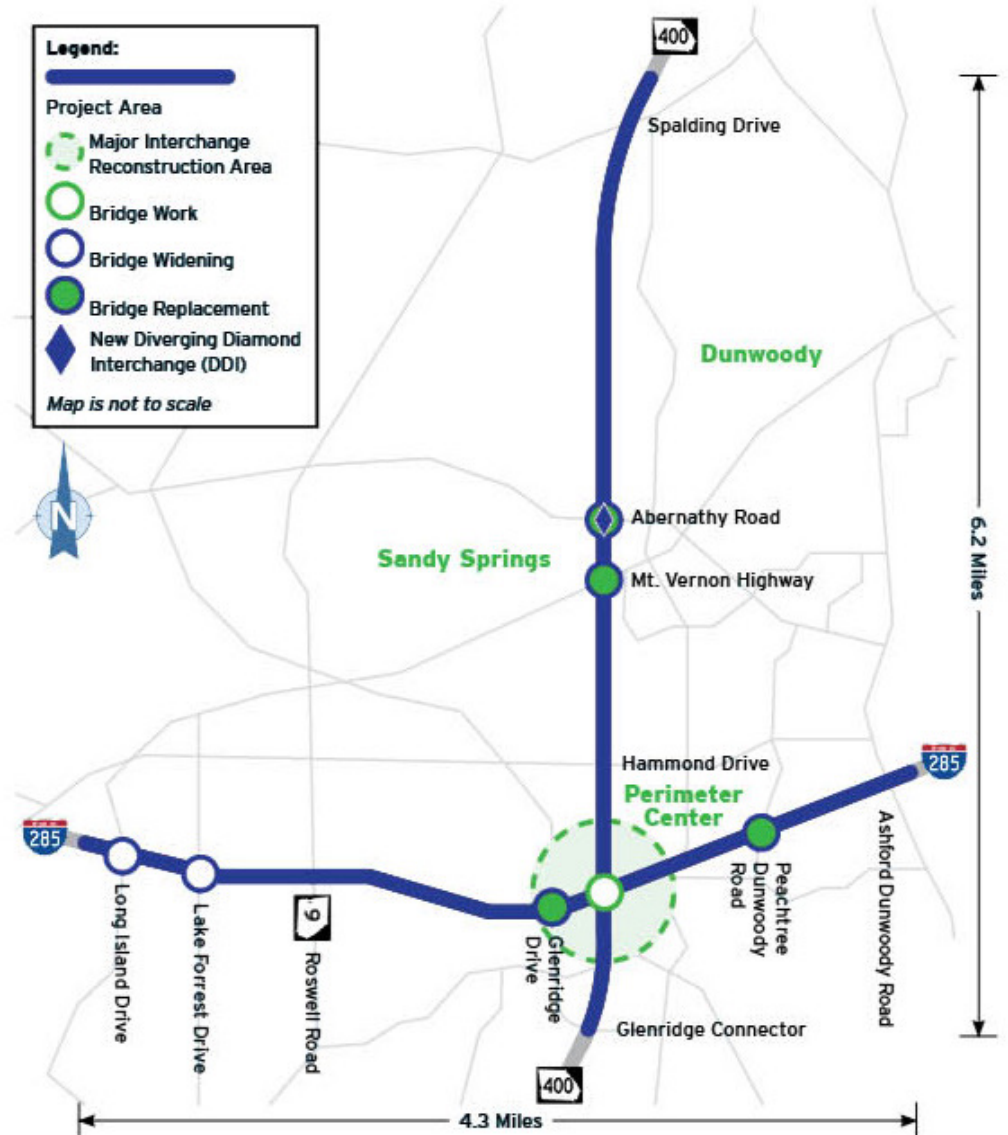 Legend:
Project Area
Major Interchange
Reconstruction Area
Bridge Work
Bridge Widening
Bridge Replacement
New Diverging Diamond
Interchange (DDI)
Map is not to scale
N
400
Spalding Drive
Dunwoody
Abernathy Road
Sandy Springs
Mt. Vernon Highway
6.2 Miles
Hammond Drive
Perimeter
Center
285
285
Long Island Drive
Lake Forrest Drive
9
Roswell Road
Glenridge
Drive
Peachtree
Dunwoody
Road
Ashford Dunwoody Road
Glenridge Connector
400
4.3 Miles